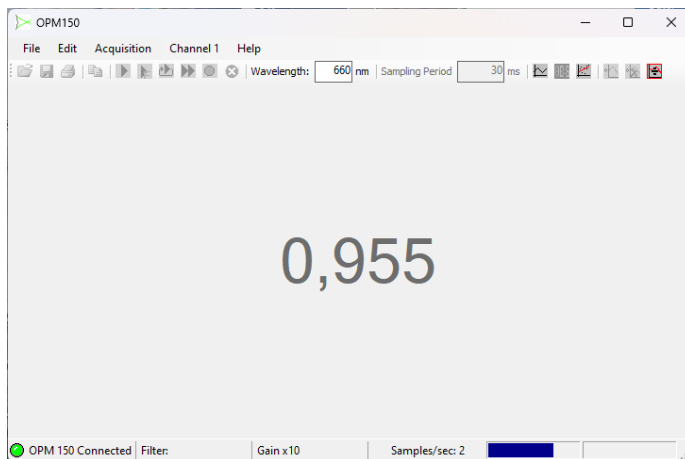 OPM150
File Edit Acquisition Channel 1 Help
Wavelength: 660 nm Sampling Period 30 ms
0,955
OPM 150 Connected Filter: Gain x10 Samples/sec: 2